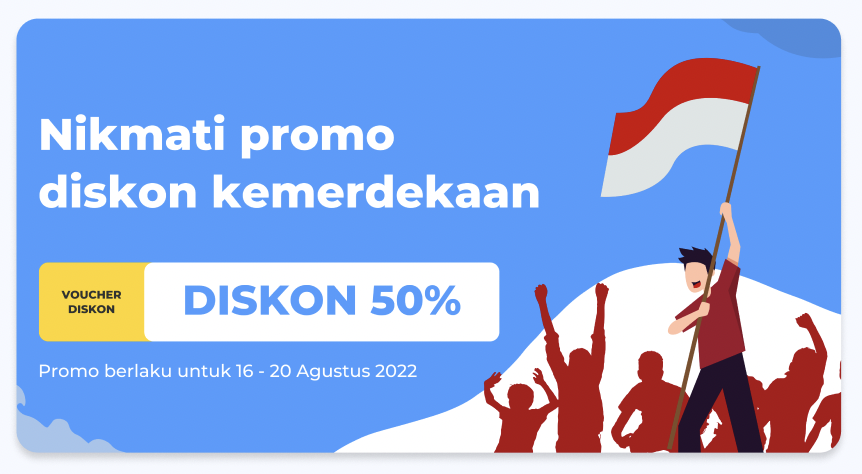 Nikmati promo
diskon kemerdekaan
VOUCHER
DISKON
DISKON 50%
Promo berlaku untuk 16 - 20 Agustus 2022